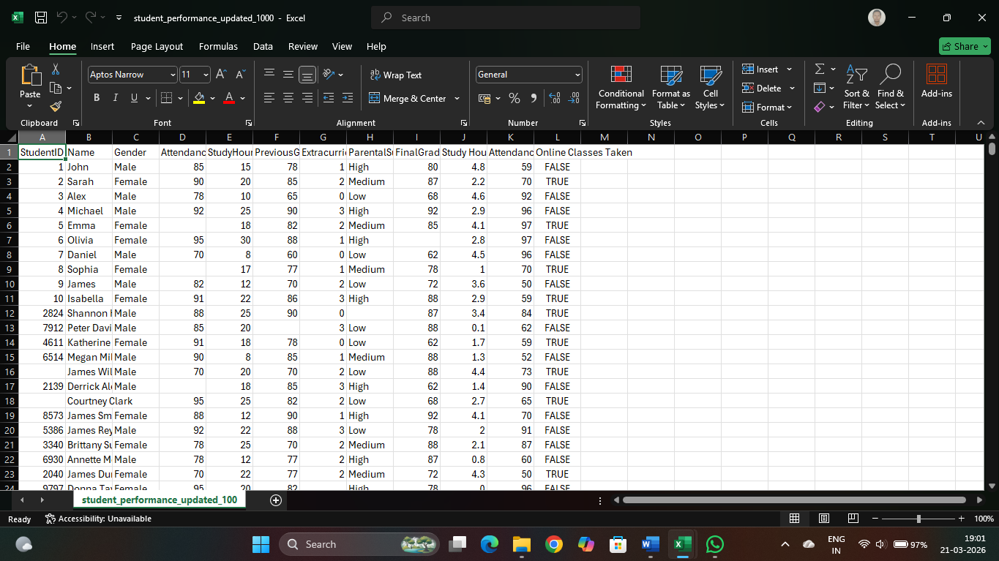 student_performance_updated_1000 - Excel
Search
File Home Insert Page Layout Formulas Data Review View Help
Share
Paste
Clipboard
Aptos Narrow 11 A A
B I U A
Font
ab Wrap Text
Merge & Center
Alignment
General
% 9
Number
Conditional Formatting
Format as Table
Cell Styles
Styles
Insert
Delete
Format
Cells
Sort & Filter
Find & Select
Editing
Add-ins
Add-ins
A B C D E F G H I J K L M N O P Q R S T U
1 StudentID Name Gender Attendanc StudyHour PreviousG Extracurric ParentalSu FinalGrad Study Hou Attendanc Online Classes Taken
2 1 John Male 85 15 78 1 High 80 4.8 59 FALSE
3 2 Sarah Female 90 20 85 2 Medium 87 2.2 70 TRUE
4 3 Alex Male 78 10 65 0 Low 68 4.6 92 FALSE
5 4 Michael Male 92 25 90 3 High 92 2.9 96 FALSE
6 5 Emma Female 18 82 2 Medium 85 4.1 97 TRUE
7 6 Olivia Female 95 30 88 1 High 2.8 97 FALSE
8 7 Daniel Male 70 8 60 0 Low 62 4.5 96 FALSE
9 8 Sophia Female 17 77 1 Medium 78 1 70 TRUE
10 9 James Male 82 12 70 2 Low 72 3.6 50 FALSE
11 10 Isabella Female 91 22 86 3 High 88 2.9 59 TRUE
12 2824 Shannon Male 88 25 90 0 87 3.4 84 TRUE
13 7912 Peter Davi Male 85 20 3 Low 88 0.1 62 FALSE
14 4611 Katherine Female 91 18 78 0 Low 62 1.7 59 TRUE
15 6514 Megan Mil Male 90 8 85 1 Medium 88 1.3 52 FALSE
16 James Wil Male 70 20 70 2 Low 88 4.4 73 TRUE
17 2139 Derrick Al Male 18 85 3 High 62 1.4 90 FALSE
18 Courtney Clark 95 25 82 2 Low 68 2.7 65 TRUE
19 8573 James Sm Female 88 12 90 1 High 92 4.1 70 FALSE
20 5386 James Rey Male 92 22 88 3 Low 78 2 91 FALSE
21 3340 Brittany Su Female 78 25 70 2 Medium 88 2.1 87 FALSE
22 6930 Annette M Male 78 12 77 2 High 87 0.8 60 FALSE
23 2040 James Dur Female 70 22 77 2 Medium 72 4.3 50 TRUE
24 9797 Donna Tay Female 95 20 82 High 78 0 96 FALSE
student_performance_updated_100
Ready Accessibility: Unavailable 100%
Search
ENG
IN
97%
19:01
21-03-2026